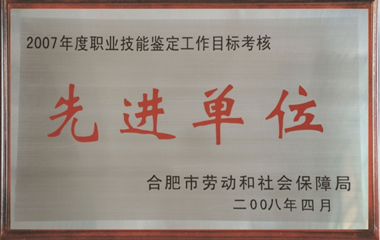 2007年度职业技能鉴定工作目标考核
先进单位
合肥市劳动和社会保障局
二00八年四月